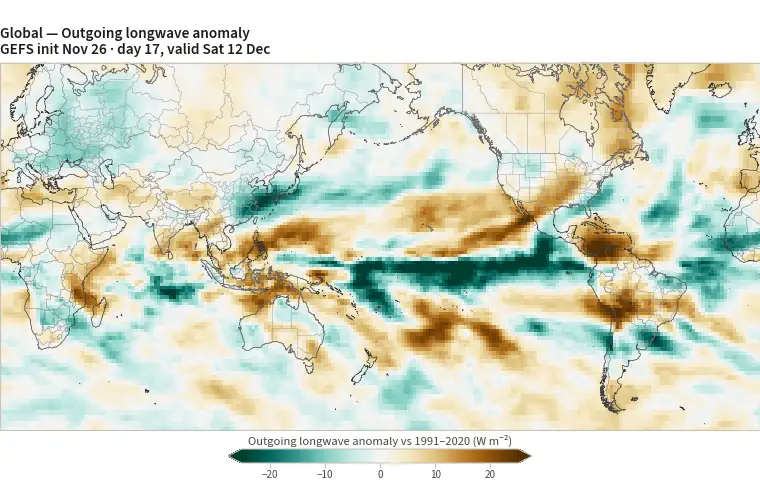 Global — Outgoing longwave anomaly
GEFS init Nov 26 · day 17, valid Sat 12 Dec
Outgoing longwave anomaly vs 1991–2020 (W m⁻²)
−20 −10 0 10 20